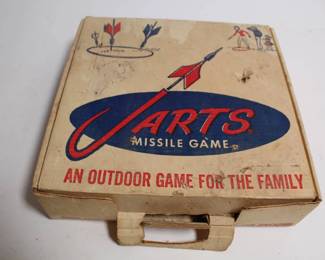 JARTS
MISSILE GAME
AN OUTDOOR GAME FOR THE FAMILY